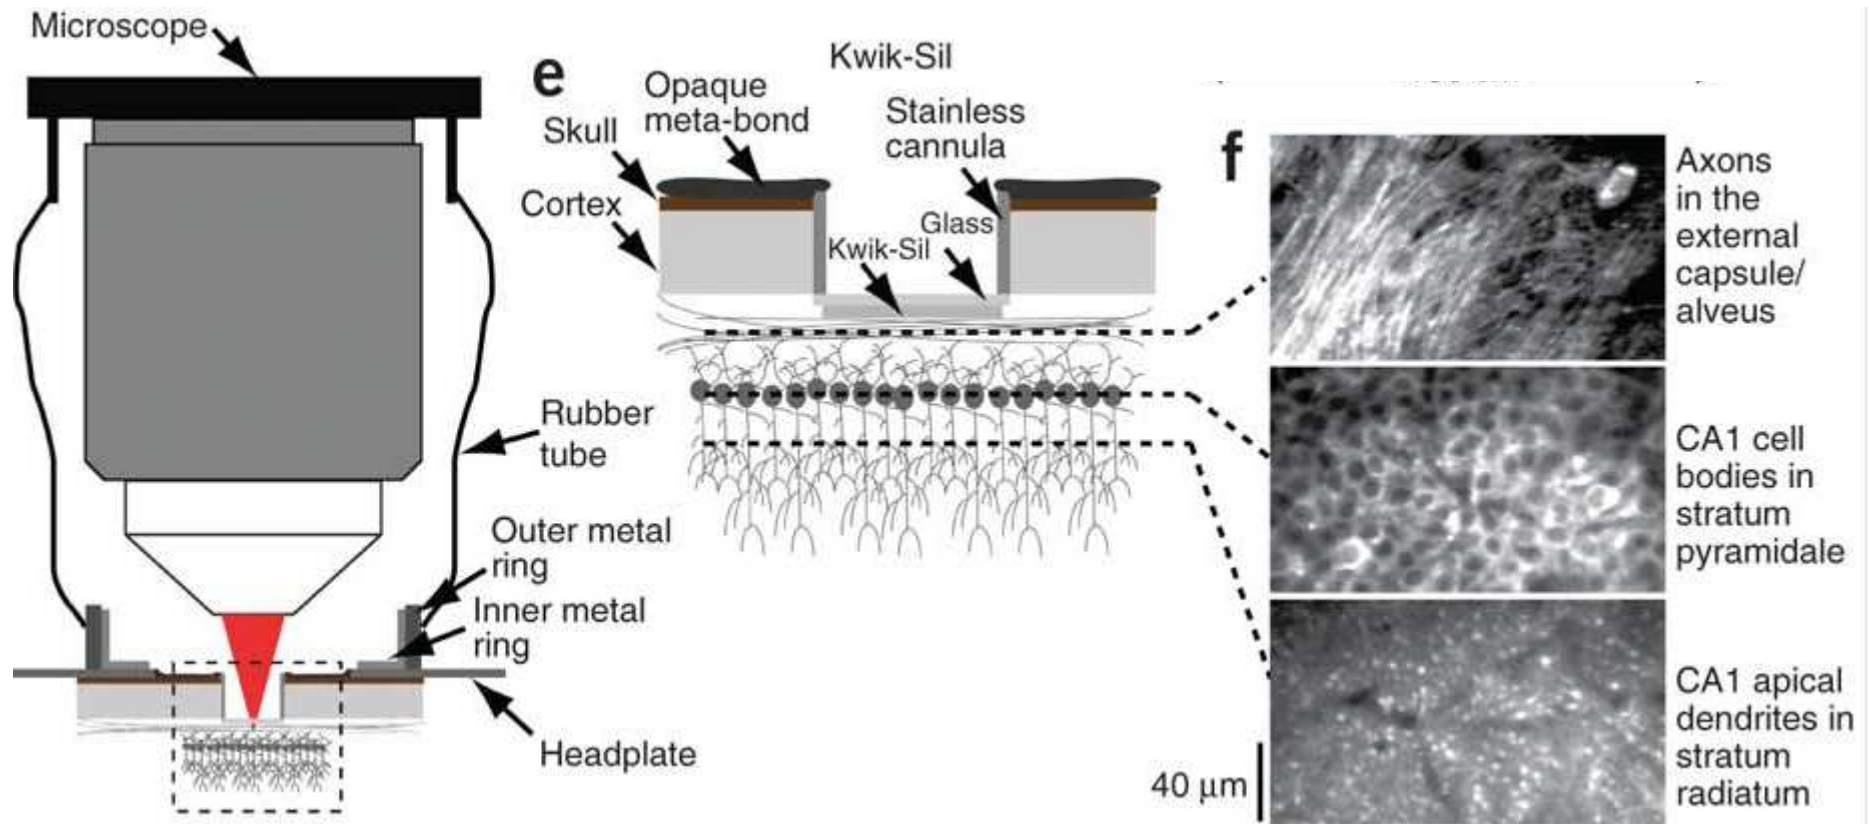 Microscope
Rubber
tube
Outer metal
ring
Inner metal
ring
Headplate
e
Kwik-Sil
Opaque
meta-bond
Skull
Stainless
cannula
Cortex
Glass
Kwik-Sil
f
Axons
in the
external
capsule/
alveus
CA1 cell
bodies in
stratum
pyramidale
CA1 apical
dendrites in
stratum
radiatum
40 μm